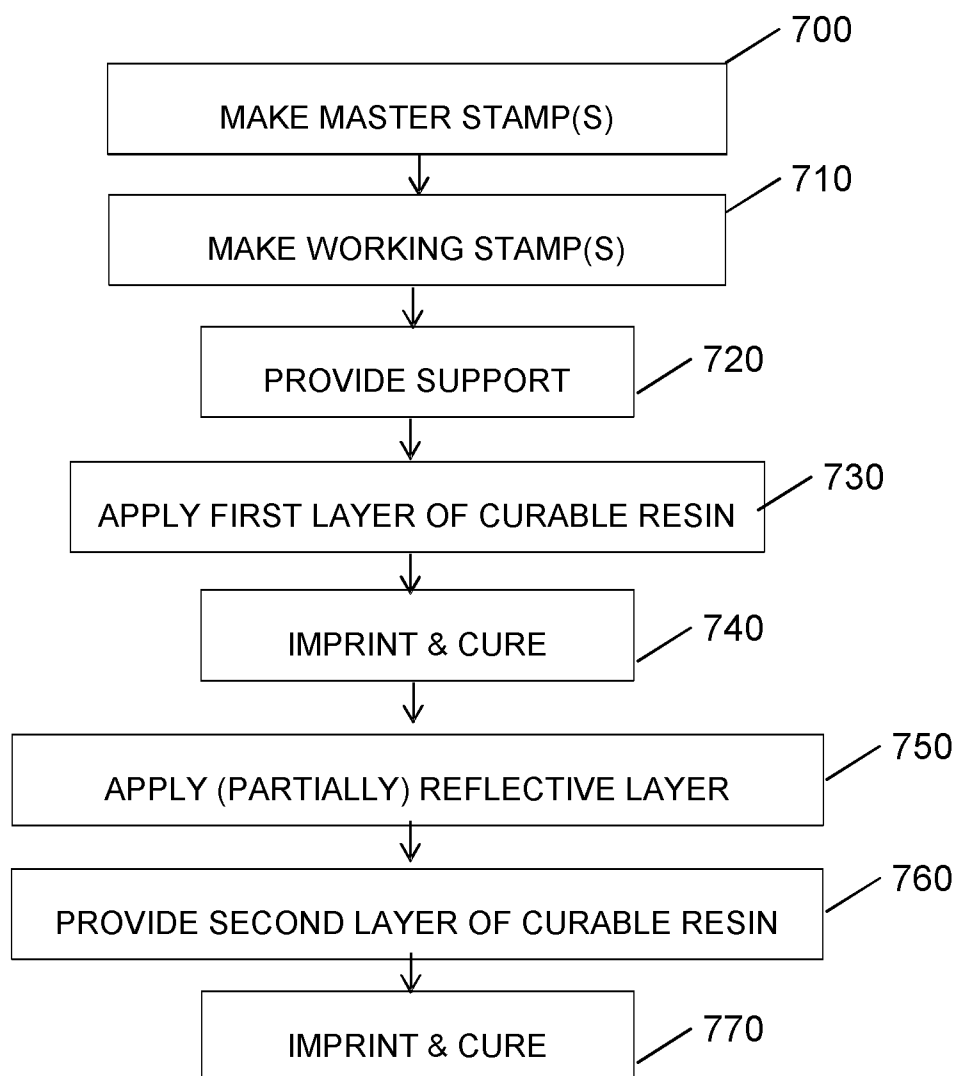 700
MAKE MASTER STAMP(S)
710
MAKE WORKING STAMP(S)
720
PROVIDE SUPPORT
730
APPLY FIRST LAYER OF CURABLE RESIN
740
IMPRINT & CURE
750
APPLY (PARTIALLY) REFLECTIVE LAYER
760
PROVIDE SECOND LAYER OF CURABLE RESIN
770
IMPRINT & CURE